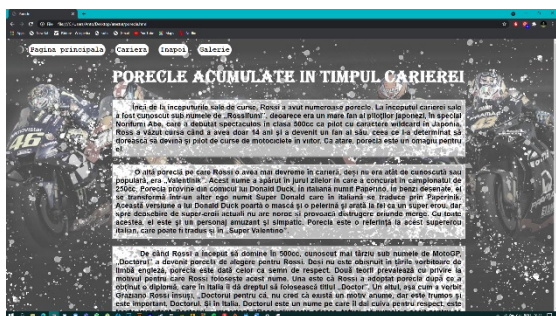 Pagina principala Cariera Inapoi Galerie
PORECLE ACUMULATE IN TIMPUL CARIEREI
Încă de la începuturile sale de curse, Rossi a avut numeroase porecle. La începutul carierei sale
a fost cunoscut sub numele de „Rossifumi", deoarece era un mare fan al piloților japonezi, în special
Norifumi Abe, care a debutat spectaculos în clasa 500cc ca pilot cu caractere wildcard în Japonia.
Rossi a văzut cursa când a avea doar 14 ani și a devenit un fan al său, ceea ce l-a determinat să
dorească să devină și pilot de curse de motociclete în viitor. Ca atare, porecla este un omagiu pentru
el.
O altă poreclă pe care Rossi o avea mai devreme în carieră, deși nu era atât de cunoscută sau
populară, era „Valentinik". Acest nume a apărut în jurul zilelor în care a concurat în campionatul de
250cc. Porecla provine din comicul lui Donald Duck, în italiană numit Paperino. În benzi desenate, el
se transformă într-un alter ego numit Super Donald care în italiană se traduce prin Paperinik.
Această versiune a lui Donald Duck poartă o mască și o pelerină și arată la fel ca un super erou, dar
spre deosebire de super-eroii actuali nu are noroc și provoacă distrugere oriunde merge. Cu toate
acestea, el este și un personaj amuzant și simpatic. Porecla este o referință la acest supererou
italian, care poate fi tradus și în „Super Valentino".
De când Rossi a început să domine în 500cc, cunoscut mai târziu sub numele de MotoGP,
„Doctorul" a devenit porecla de alegere pentru Rossi. Deși nu este obișnuit în țările vorbitoare de
limbă engleză, porecla este dată celor ca semn de respect. Două teorii prevalează cu privire la
motivul pentru care Rossi folosește acest nume. Una este că Rossi a adoptat porecla după ce a
obținut o diplomă, care în Italia îi dă dreptul să folosească titlul „Doctor". Un altul, așa cum a vorbit
Graziano Rossi însuși, „Doctorul pentru că, nu cred că există un motiv anume, dar este frumos și
este important, Doctorul. Și în Italia, Doctorul este un nume pe care îl dai cuiva pentru respect, este